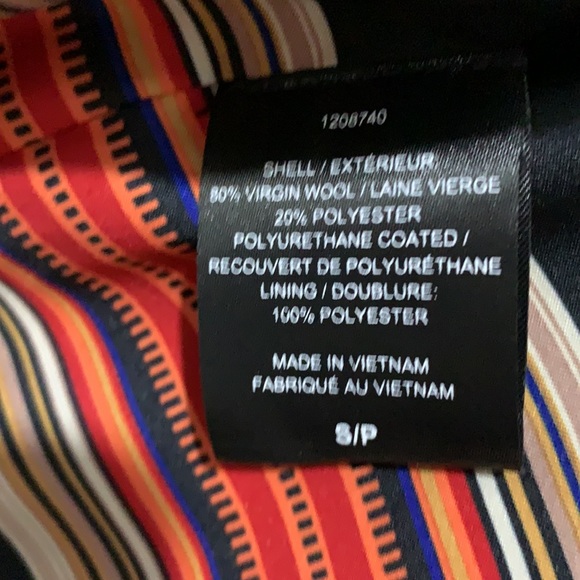 1208740
SHELL / EXTÉRIEUR:
80% VIRGIN WOOL / LAINE VIERGE
20% POLYESTER
POLYURETHANE COATED /
RECOUVERT DE POLYURÉTHANE
LINING / DOUBLURE:
100% POLYESTER
MADE IN VIETNAM
FABRIQUÉ AU VIETNAM
S/P